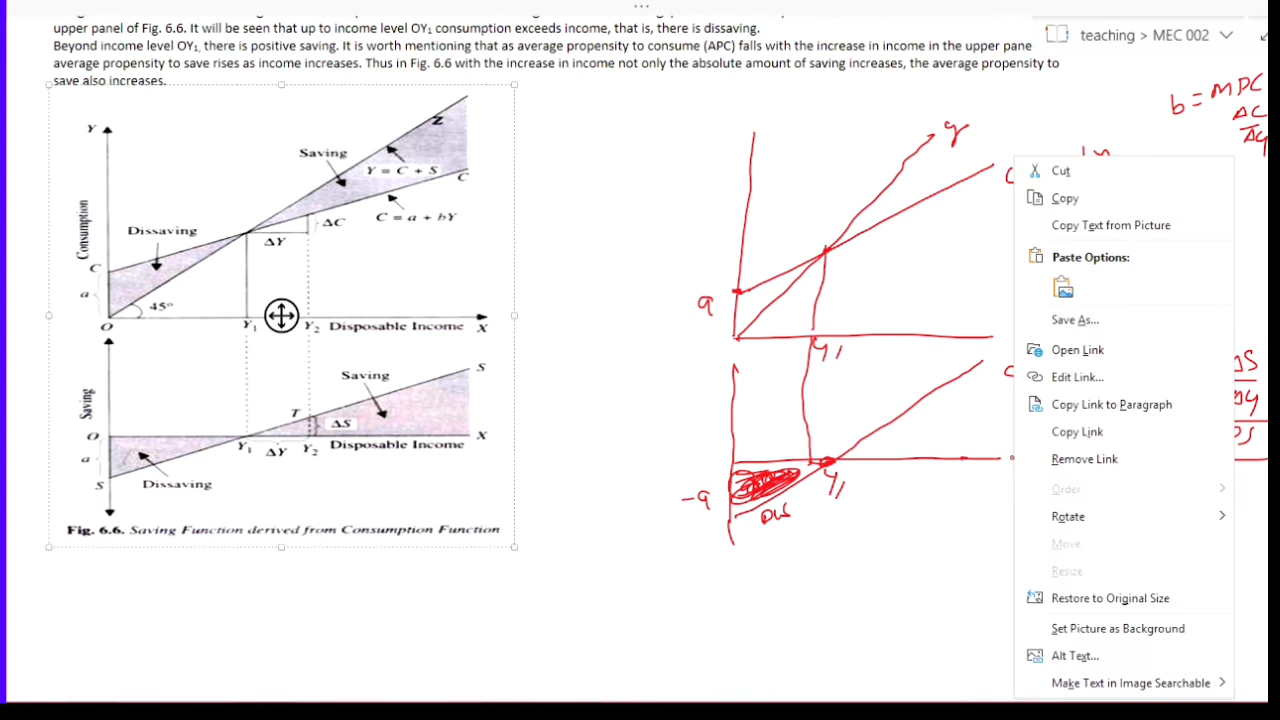 upper panel of Fig. 6.6. It will be seen that up to income level OY₁ consumption exceeds income, that is, there is dissaving.
Beyond income level OY₁, there is positive saving. It is worth mentioning that as average propensity to consume (APC) falls with the increase in income in the upper pane
average propensity to save rises as income increases. Thus in Fig. 6.6 with the increase in income not only the absolute amount of saving increases, the average propensity to
save also increases.
teaching > MEC 002
b = MPC
ΔC
Δy
Y
Z
Saving
Y = C + S
C
ΔC
C = a + bY
Consumption
Dissaving
ΔY
C
a
45°
O
Y₁
Y₂
Disposable Income
X
Saving
S
T
ΔS
O
Y₁
ΔY
Y₂
Disposable Income
X
a
S
Dissaving
Fig. 6.6. Saving Function derived from Consumption Function
y
a
y₁
-a
y₁
DIS
ΔS
Δy
Cut
Copy
Copy Text from Picture
Paste Options:
Save As...
Open Link
Edit Link...
Copy Link to Paragraph
Copy Link
Remove Link
Order
Rotate
Move
Resize
Restore to Original Size
Set Picture as Background
Alt Text...
Make Text in Image Searchable